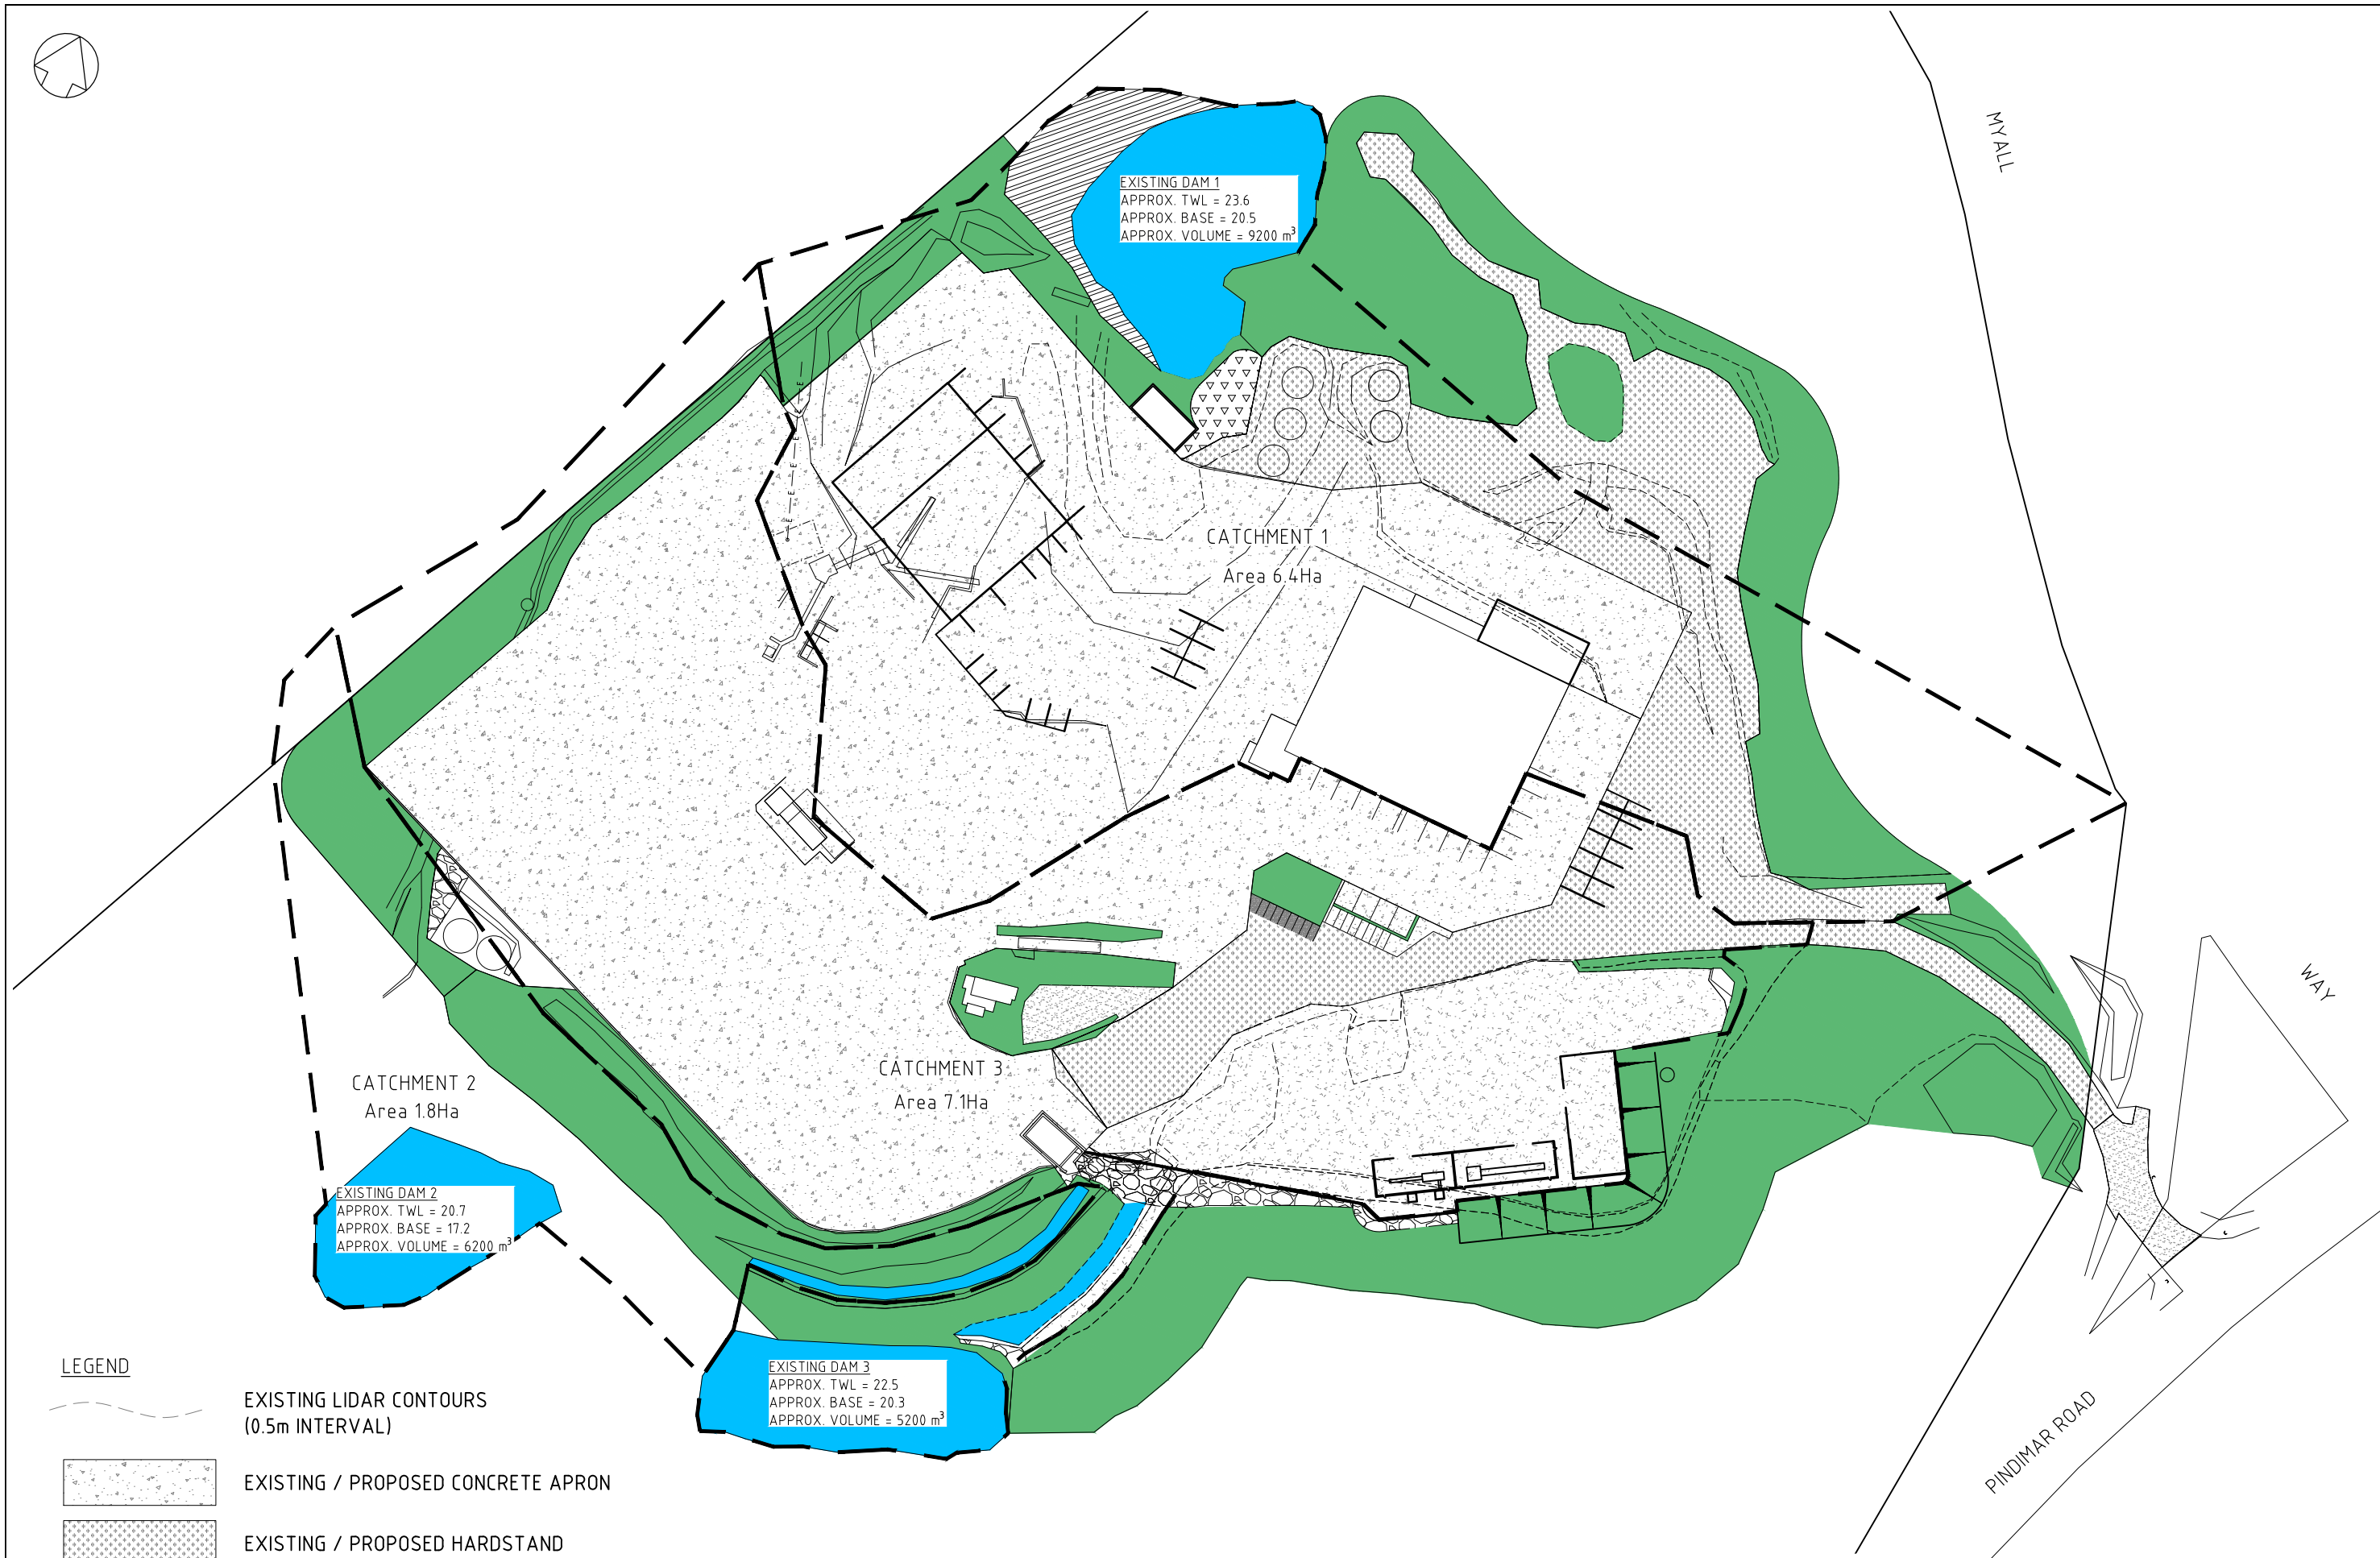 MYALL
EXISTING DAM 1
APPROX. TWL = 23.6
APPROX. BASE = 20.5
APPROX. VOLUME = 9200 m³
E
E
E
E
E
CATCHMENT 1
Area 6.4Ha
WAY
CATCHMENT 3
Area 7.1Ha
CATCHMENT 2
Area 1.8Ha
EXISTING DAM 2
APPROX. TWL = 20.7
APPROX. BASE = 17.2
APPROX. VOLUME = 6200 m³
EXISTING DAM 3
APPROX. TWL = 22.5
APPROX. BASE = 20.3
APPROX. VOLUME = 5200 m³
PINDIMAR ROAD
LEGEND
EXISTING LIDAR CONTOURS
(0.5m INTERVAL)
EXISTING / PROPOSED CONCRETE APRON
EXISTING / PROPOSED HARDSTAND